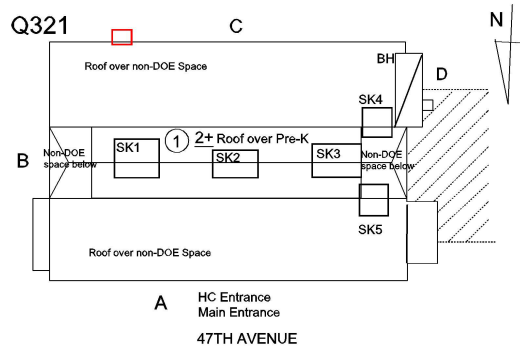 Q321
C
N
Roof over non-DOE Space
BH
D
SK4
1
2+ Roof over Pre-K
SK1
SK2
SK3
B
Non-DOE
space below
Non-DOE
space below
SK5
Roof over non-DOE Space
A
HC Entrance
Main Entrance
47TH AVENUE